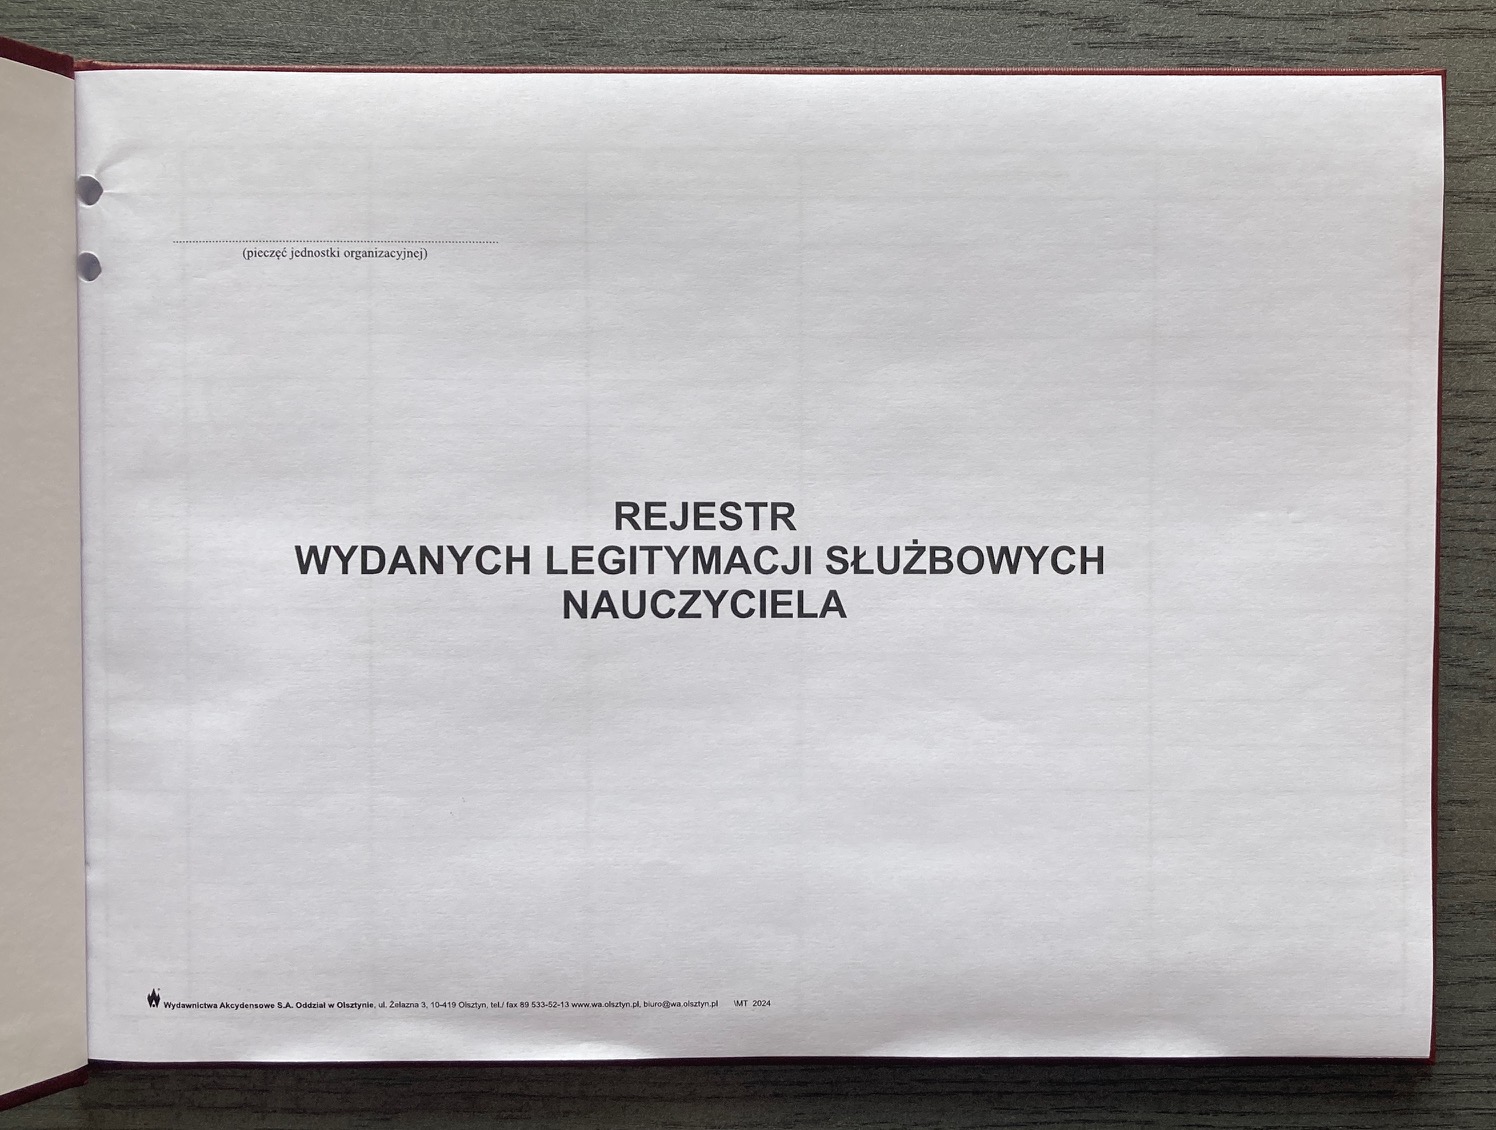 (pieczęć jednostki organizacyjnej)
REJESTR
WYDANYCH LEGITYMACJI SŁUŻBOWYCH
NAUCZYCIELA
Wydawnictwa Akcydensowe S.A. Oddział w Olsztynie, ul. Żelazna 3, 10-419 Olsztyn, tel./ fax 89 533-52-13 www.wa.olsztyn.pl, biuro@wa.olsztyn.pl \MT 2024